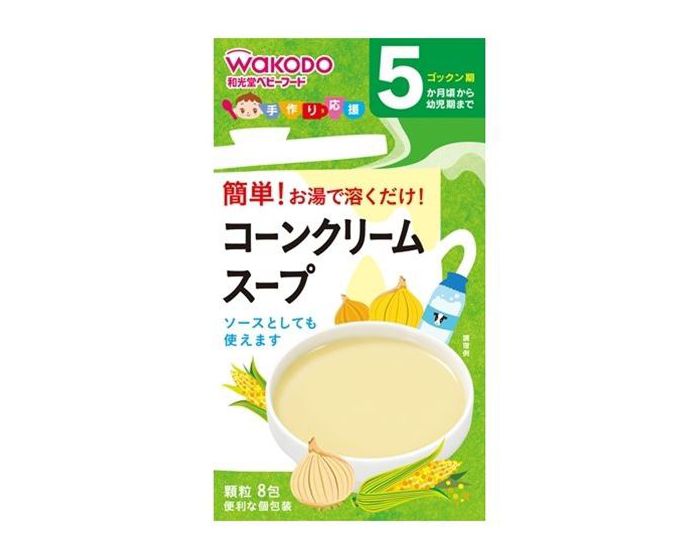 WAKODO
和光堂ベビーフード
手作り応援
5
ゴックン期
か月頃から
幼児期まで
簡単!お湯で溶くだけ!
コーンクリーム
スープ
ソースとしても
使えます
調理例
顆粒 8包
便利な個包装